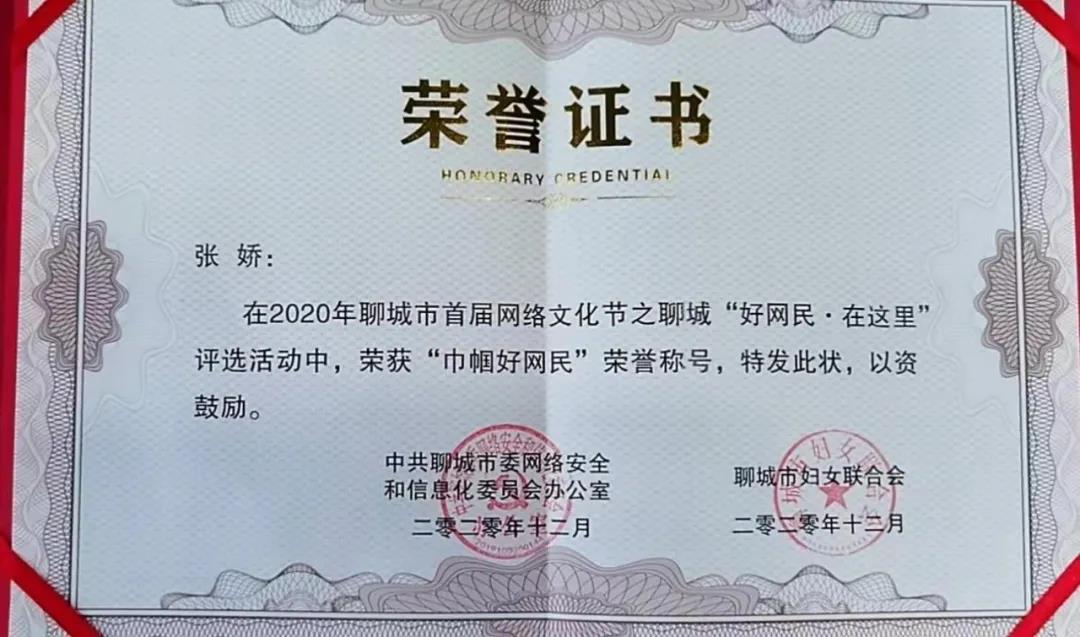 荣誉证书
HONORARY CREDENTIAL
张 娇：
在2020年聊城市首届网络文化节之聊城“好网民·在这里”
评选活动中，荣获“巾帼好网民”荣誉称号，特发此状，以资
鼓励。
中共聊城市委网络安全
和信息化委员会办公室
二零二零年十二月
聊城市妇女联合会
二零二零年十二月